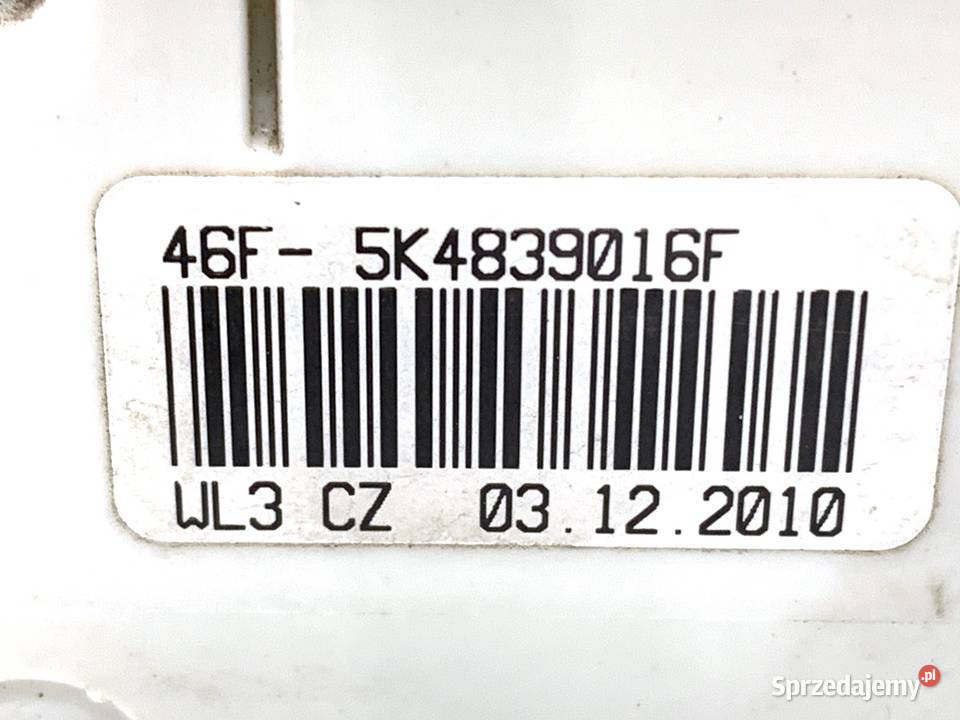 46F- 5K4839016F
WL3 CZ 03.12.2010
Sprzedajemy.pl